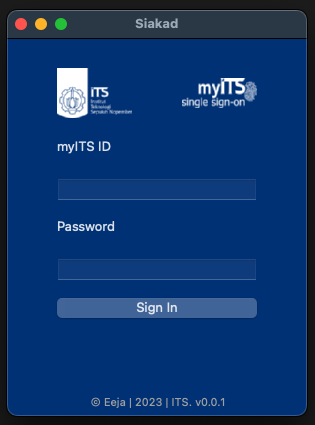 Siakad
ITS
Institut
Teknologi
Sepuluh Nopember
myITS
single sign-on
myITS ID
Password
Sign In
© Eeja | 2023 | ITS. v0.0.1